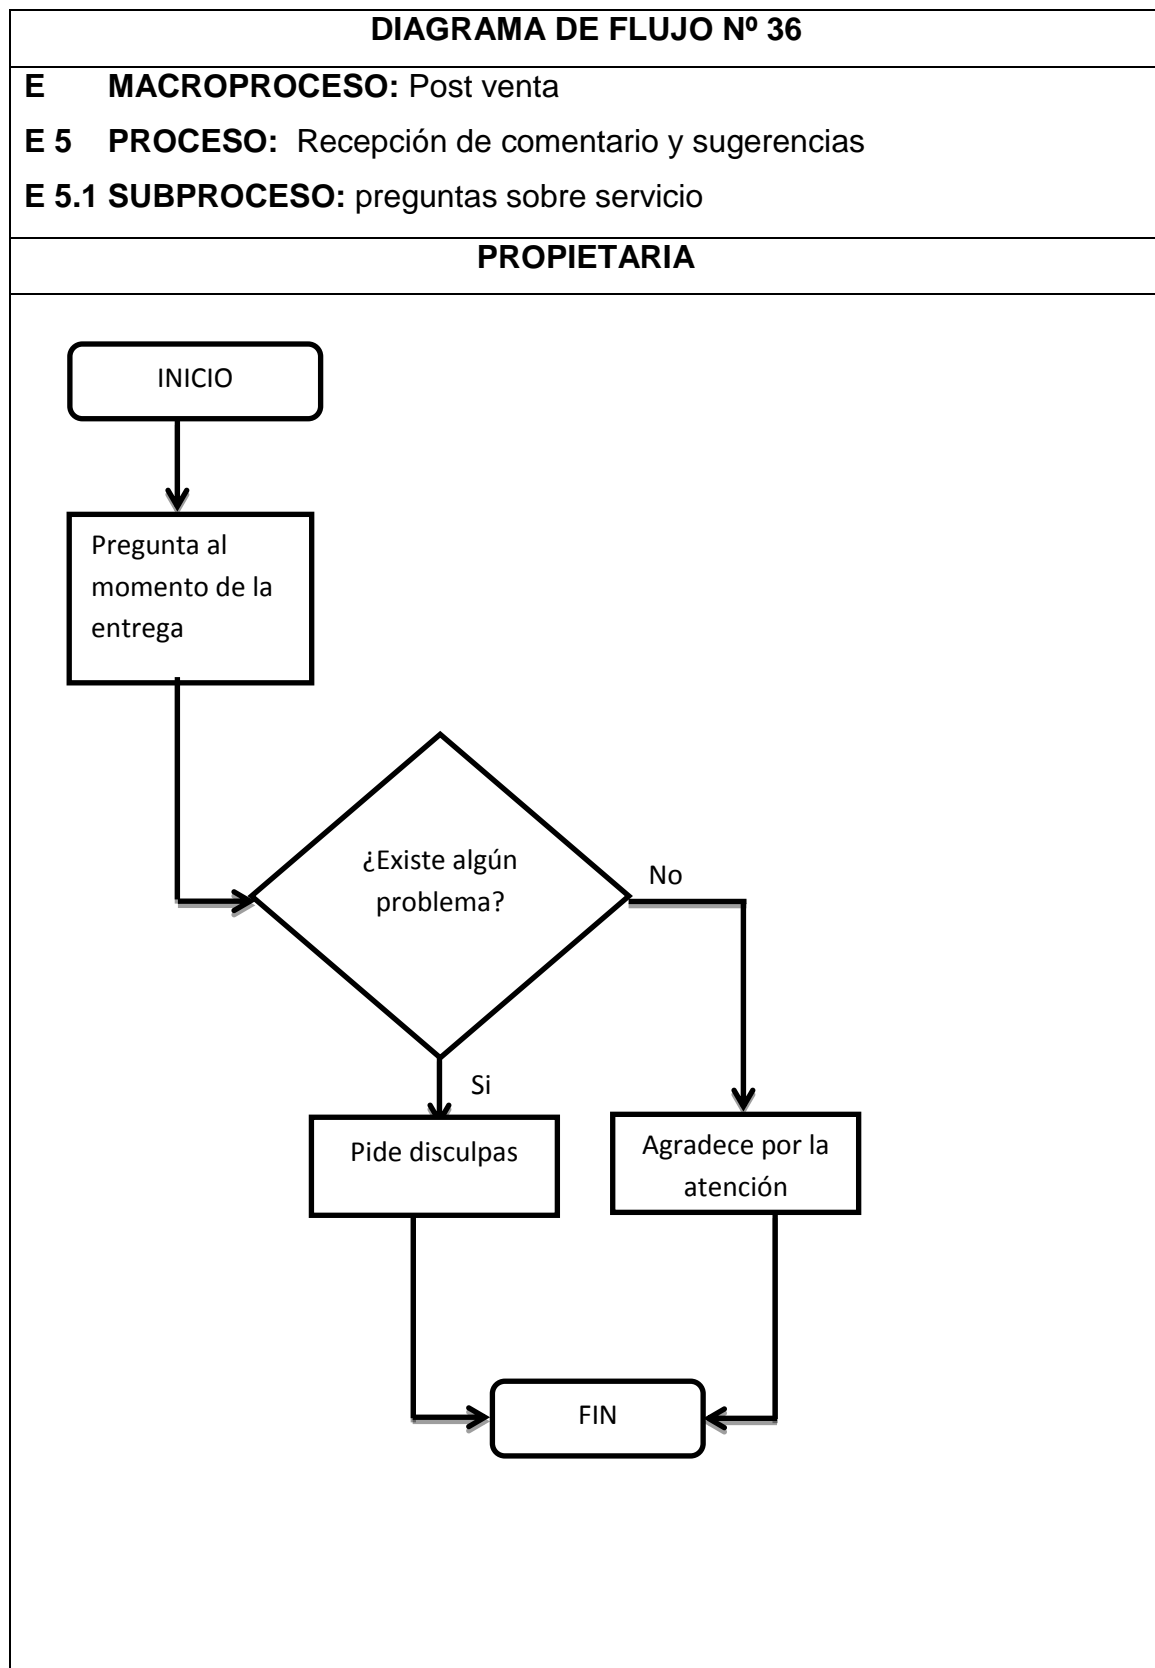 DIAGRAMA DE FLUJO Nº 36
E MACROPROCESO: Post venta
E 5 PROCESO: Recepción de comentario y sugerencias
E 5.1 SUBPROCESO: preguntas sobre servicio
PROPIETARIA
INICIO
Pregunta al
momento de la
entrega
¿Existe algún
problema?
No
Si
Pide disculpas
Agradece por la
atención
FIN